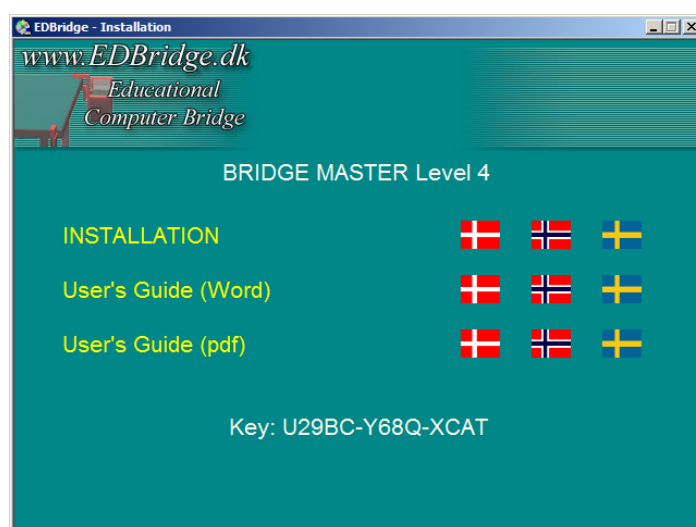 EDBridge - Installation
www.EDBridge.dk
Educational
Computer Bridge
BRIDGE MASTER Level 4
INSTALLATION
User's Guide (Word)
User's Guide (pdf)
Key: U29BC-Y68Q-XCAT